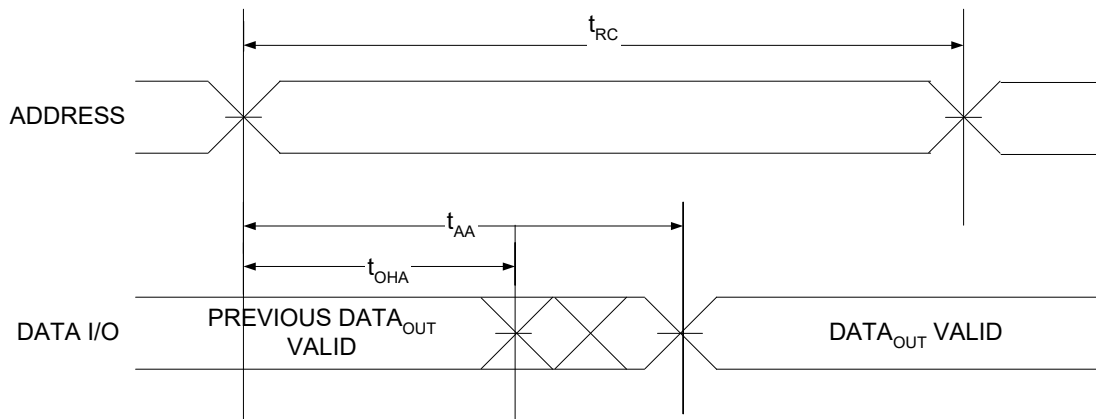 tRC
ADDRESS
tAA
tOHA
DATA I/O
PREVIOUS DATAOUT
VALID
DATAOUT VALID